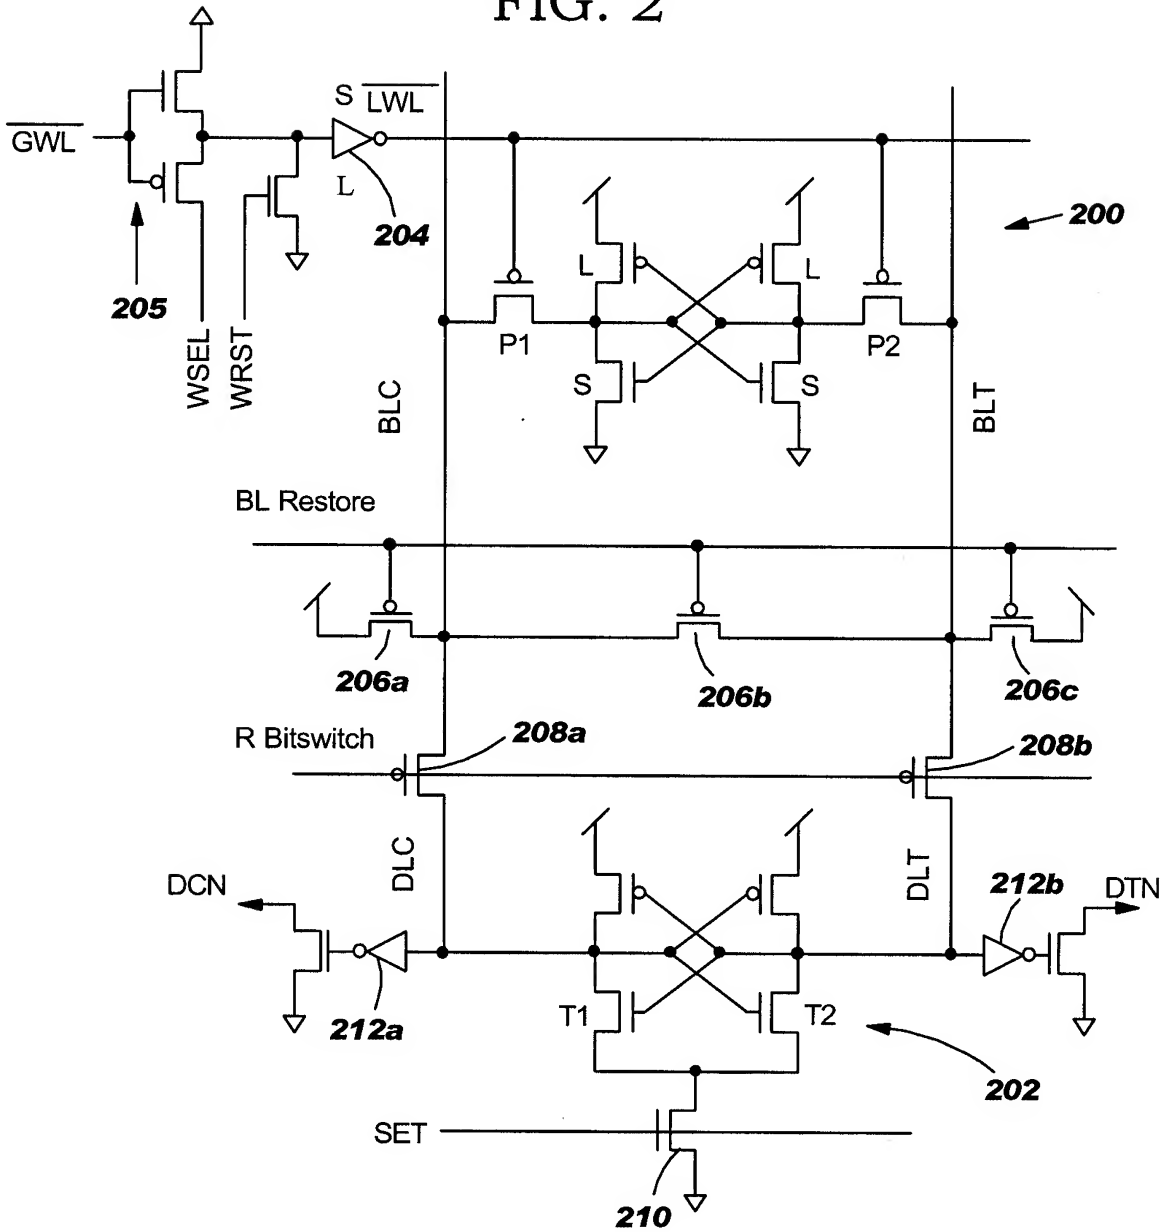 FIG. 2
S LWL
GWL
L
204
200
205
L
L
P1
P2
S
S
WSEL
WRST
BLC
BLT
BL Restore
206a
206b
206c
R Bitswitch
208a
208b
DLC
DLT
DCN
212b
DTN
T1
T2
212a
202
SET
210